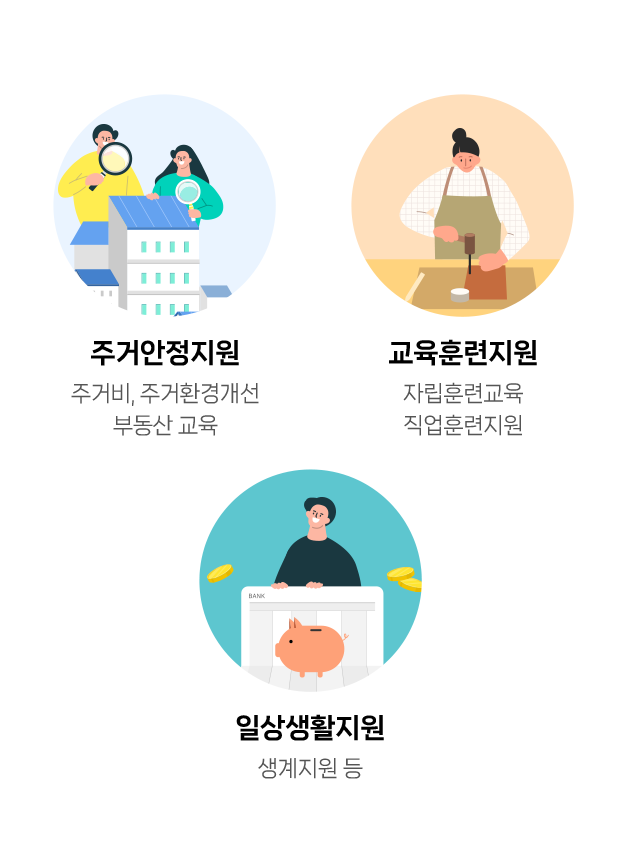 주거안정지원
주거비, 주거환경개선
부동산 교육
교육훈련지원
자립훈련교육
직업훈련지원
BANK
일상생활지원
생계지원 등